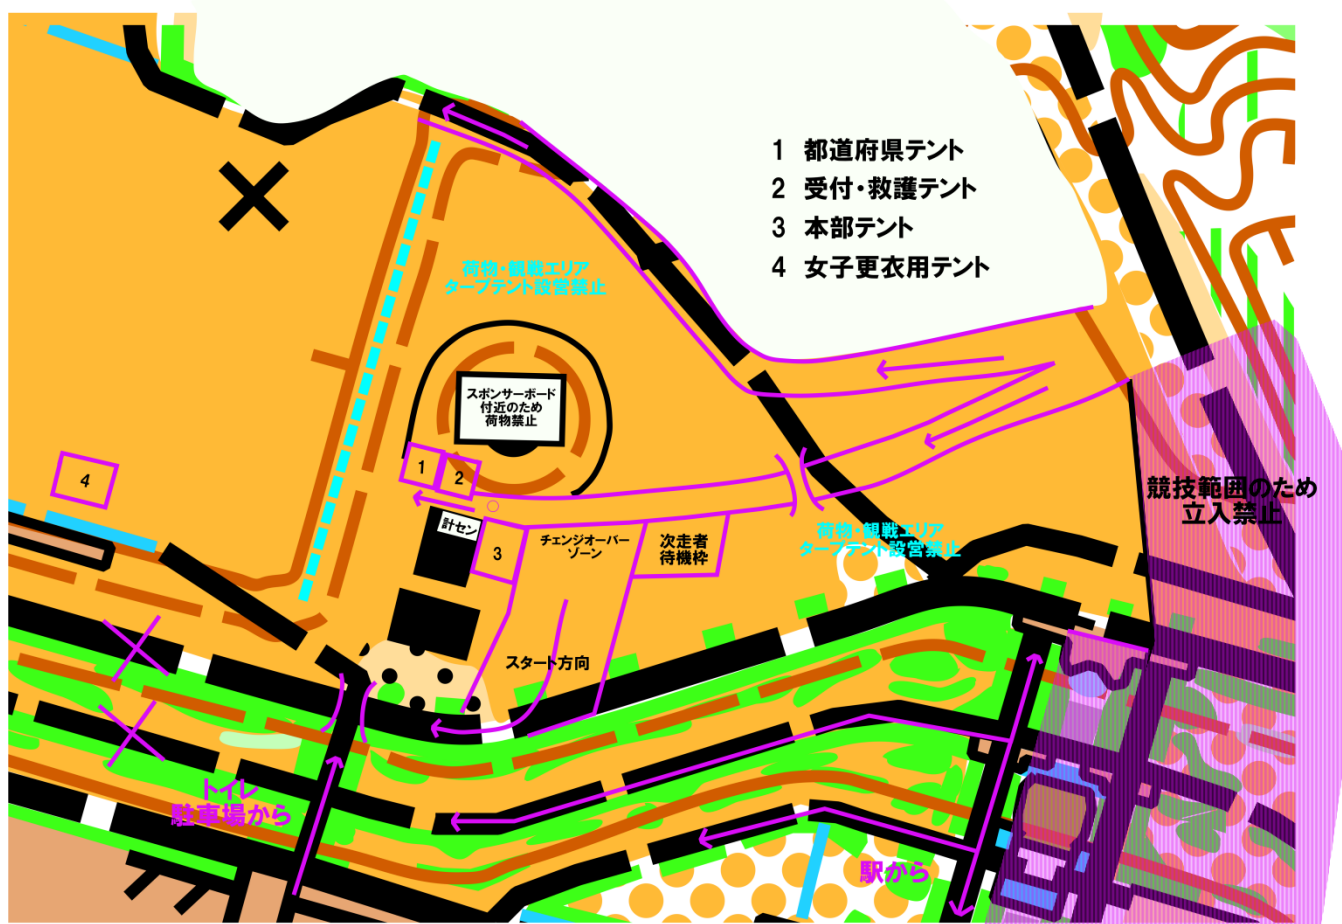 1 都道府県テント
2 受付・救護テント
3 本部テント
4 女子更衣用テント
荷物・観戦エリア
タープテント設営禁止
スポンサーボード
付近のため
荷物禁止
1
2
4
計セン
3
チェンジオーバー
ゾーン
次走者
待機枠
荷物・観戦エリア
タープテント設営禁止
競技範囲のため
立入禁止
スタート方向
トイレ
駐車場から
駅から